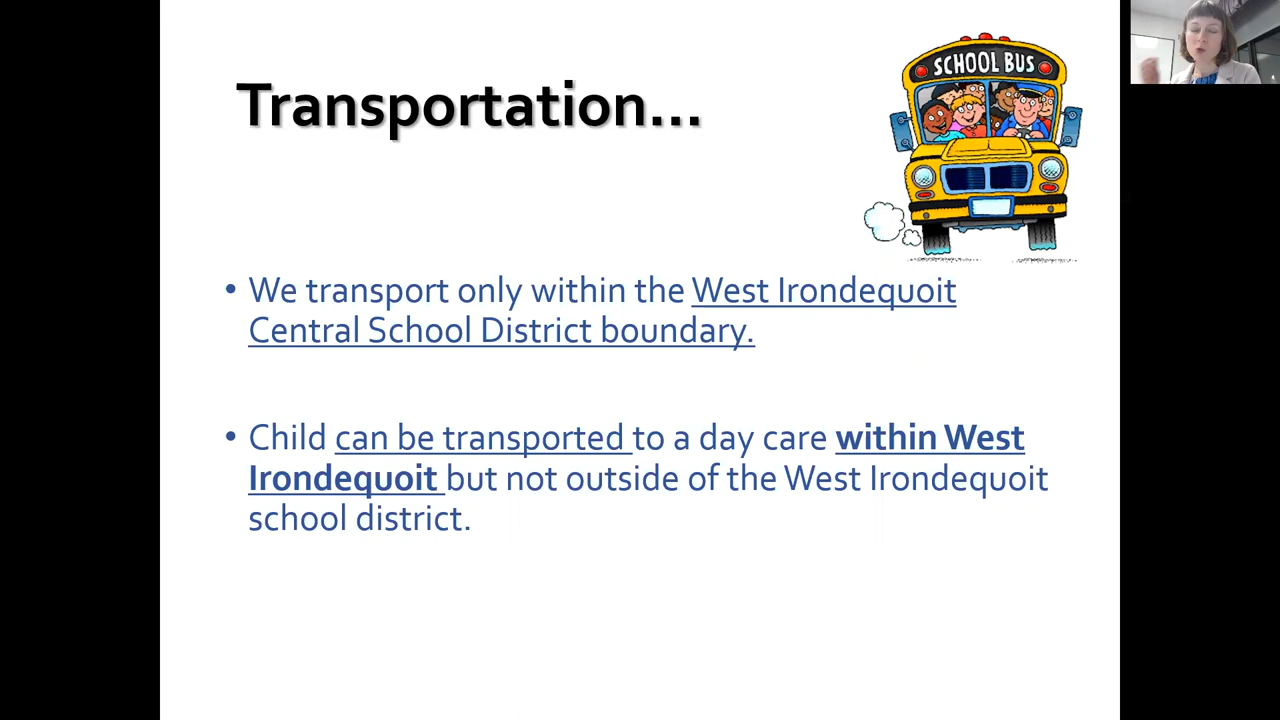 SCHOOL BUS
Transportation...
• We transport only within the West Irondequoit
Central School District boundary.
• Child can be transported to a day care within West
Irondequoit but not outside of the West Irondequoit
school district.